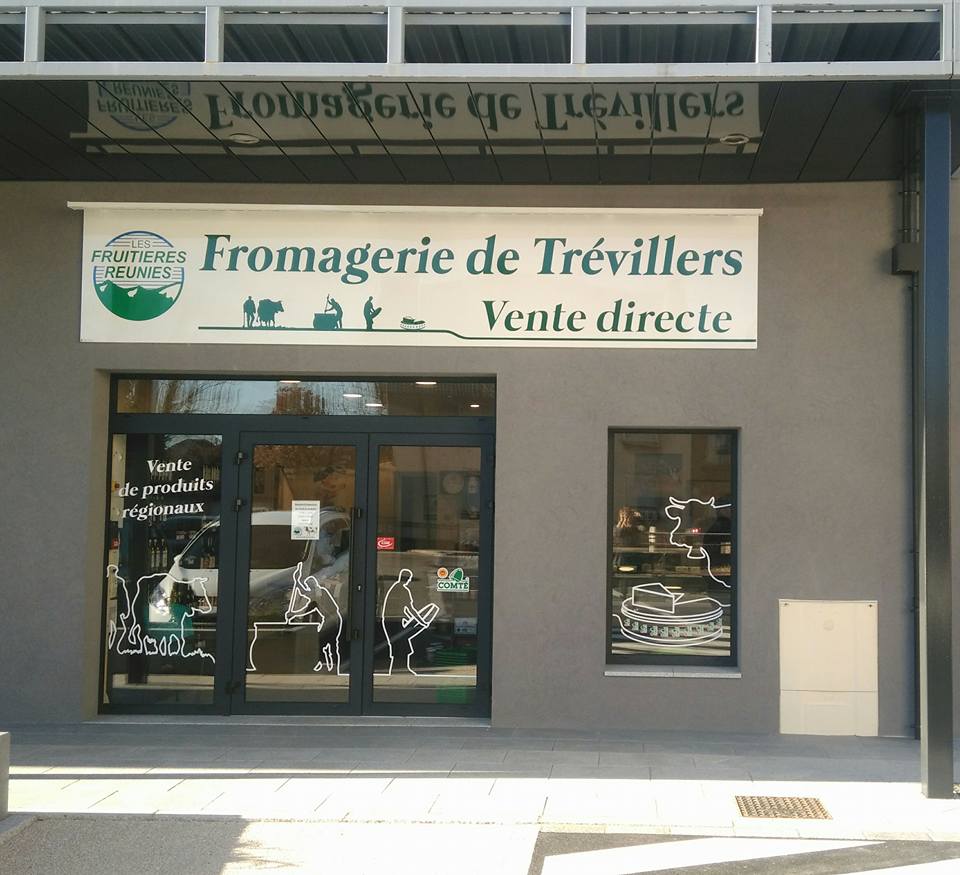 LES
FRUITIERES
REUNIES
Fromagerie de Trévillers
Vente directe
Vente
de produits
régionaux
COMTÉ